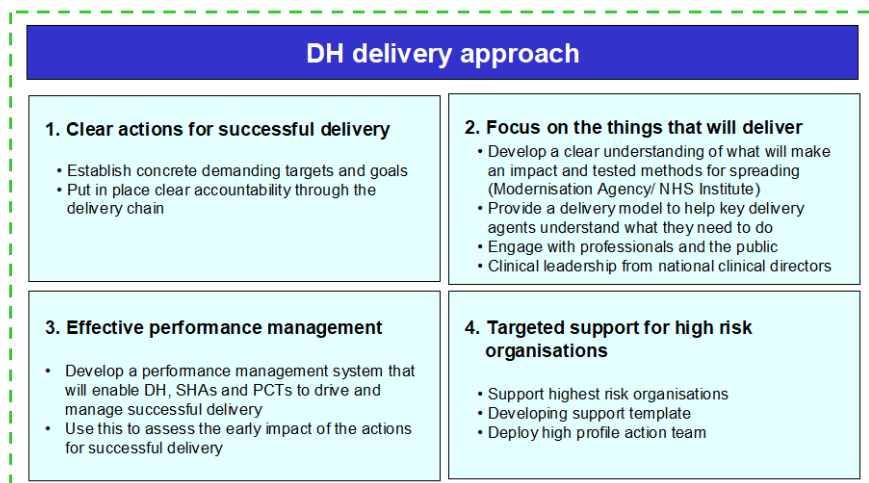 DH delivery approach
1. Clear actions for successful delivery
• Establish concrete demanding targets and goals
• Put in place clear accountability through the
delivery chain
2. Focus on the things that will deliver
• Develop a clear understanding of what will make
an impact and tested methods for spreading
(Modernisation Agency/ NHS Institute)
• Provide a delivery model to help key delivery
agents understand what they need to do
• Engage with professionals and the public
• Clinical leadership from national clinical directors
3. Effective performance management
• Develop a performance management system that
will enable DH, SHAs and PCTs to drive and
manage successful delivery
• Use this to assess the early impact of the actions
for successful delivery
4. Targeted support for high risk
organisations
• Support highest risk organisations
• Developing support template
• Deploy high profile action team